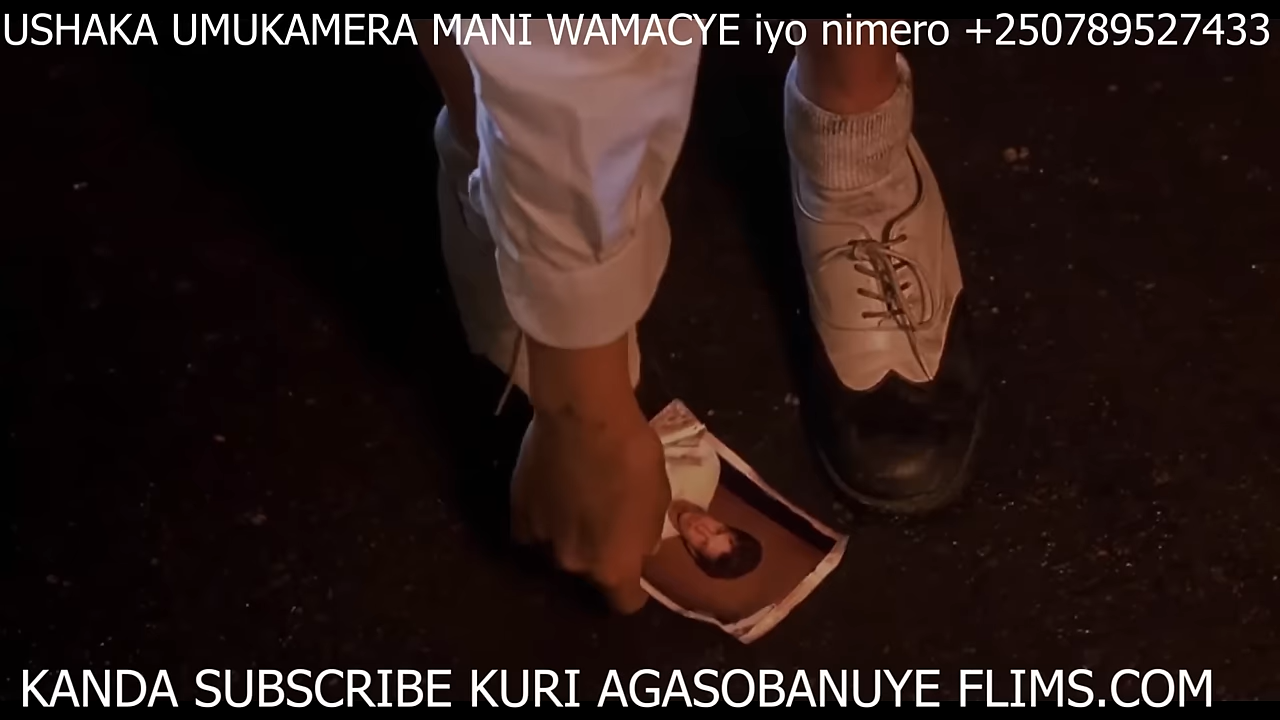 USHAKA UMUKAMERA MANI WAMACYE iyo nimero +250789527433
KANDA SUBSCRIBE KURI AGASOBANUYE FLIMS.COM